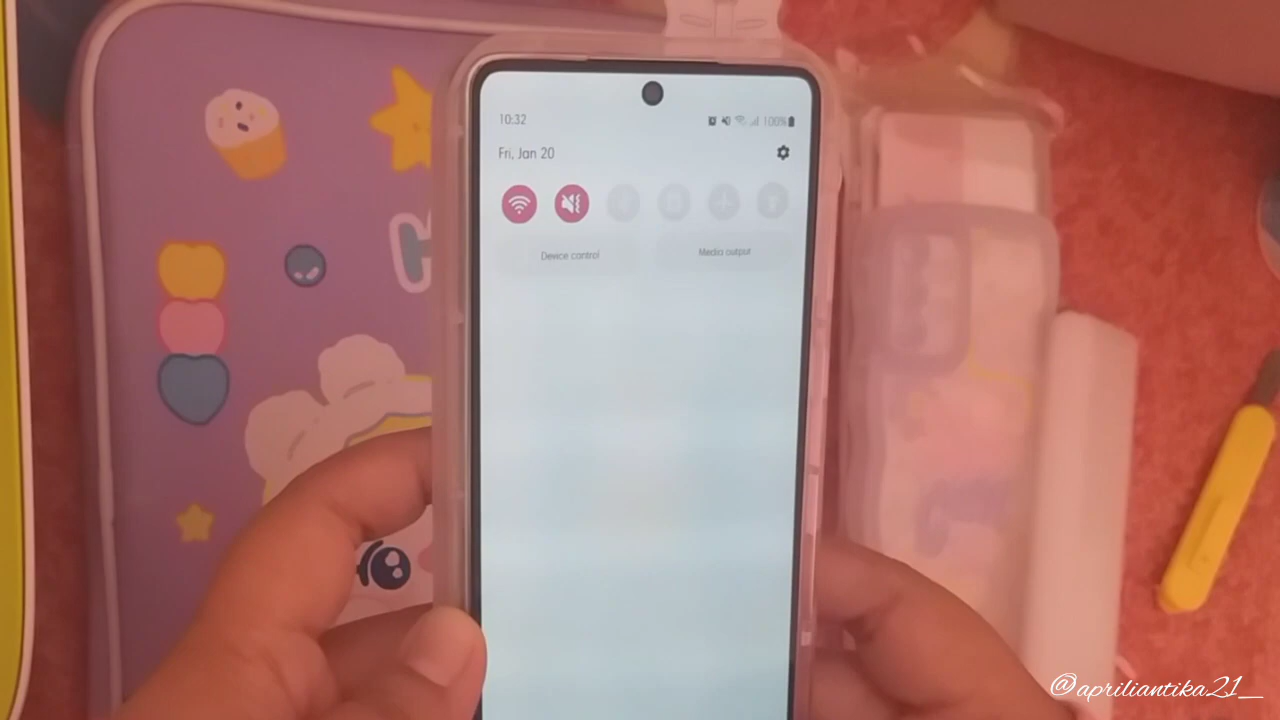 10:32
100%
Fri, Jan 20
Device control
Media output
@apriliantika21_